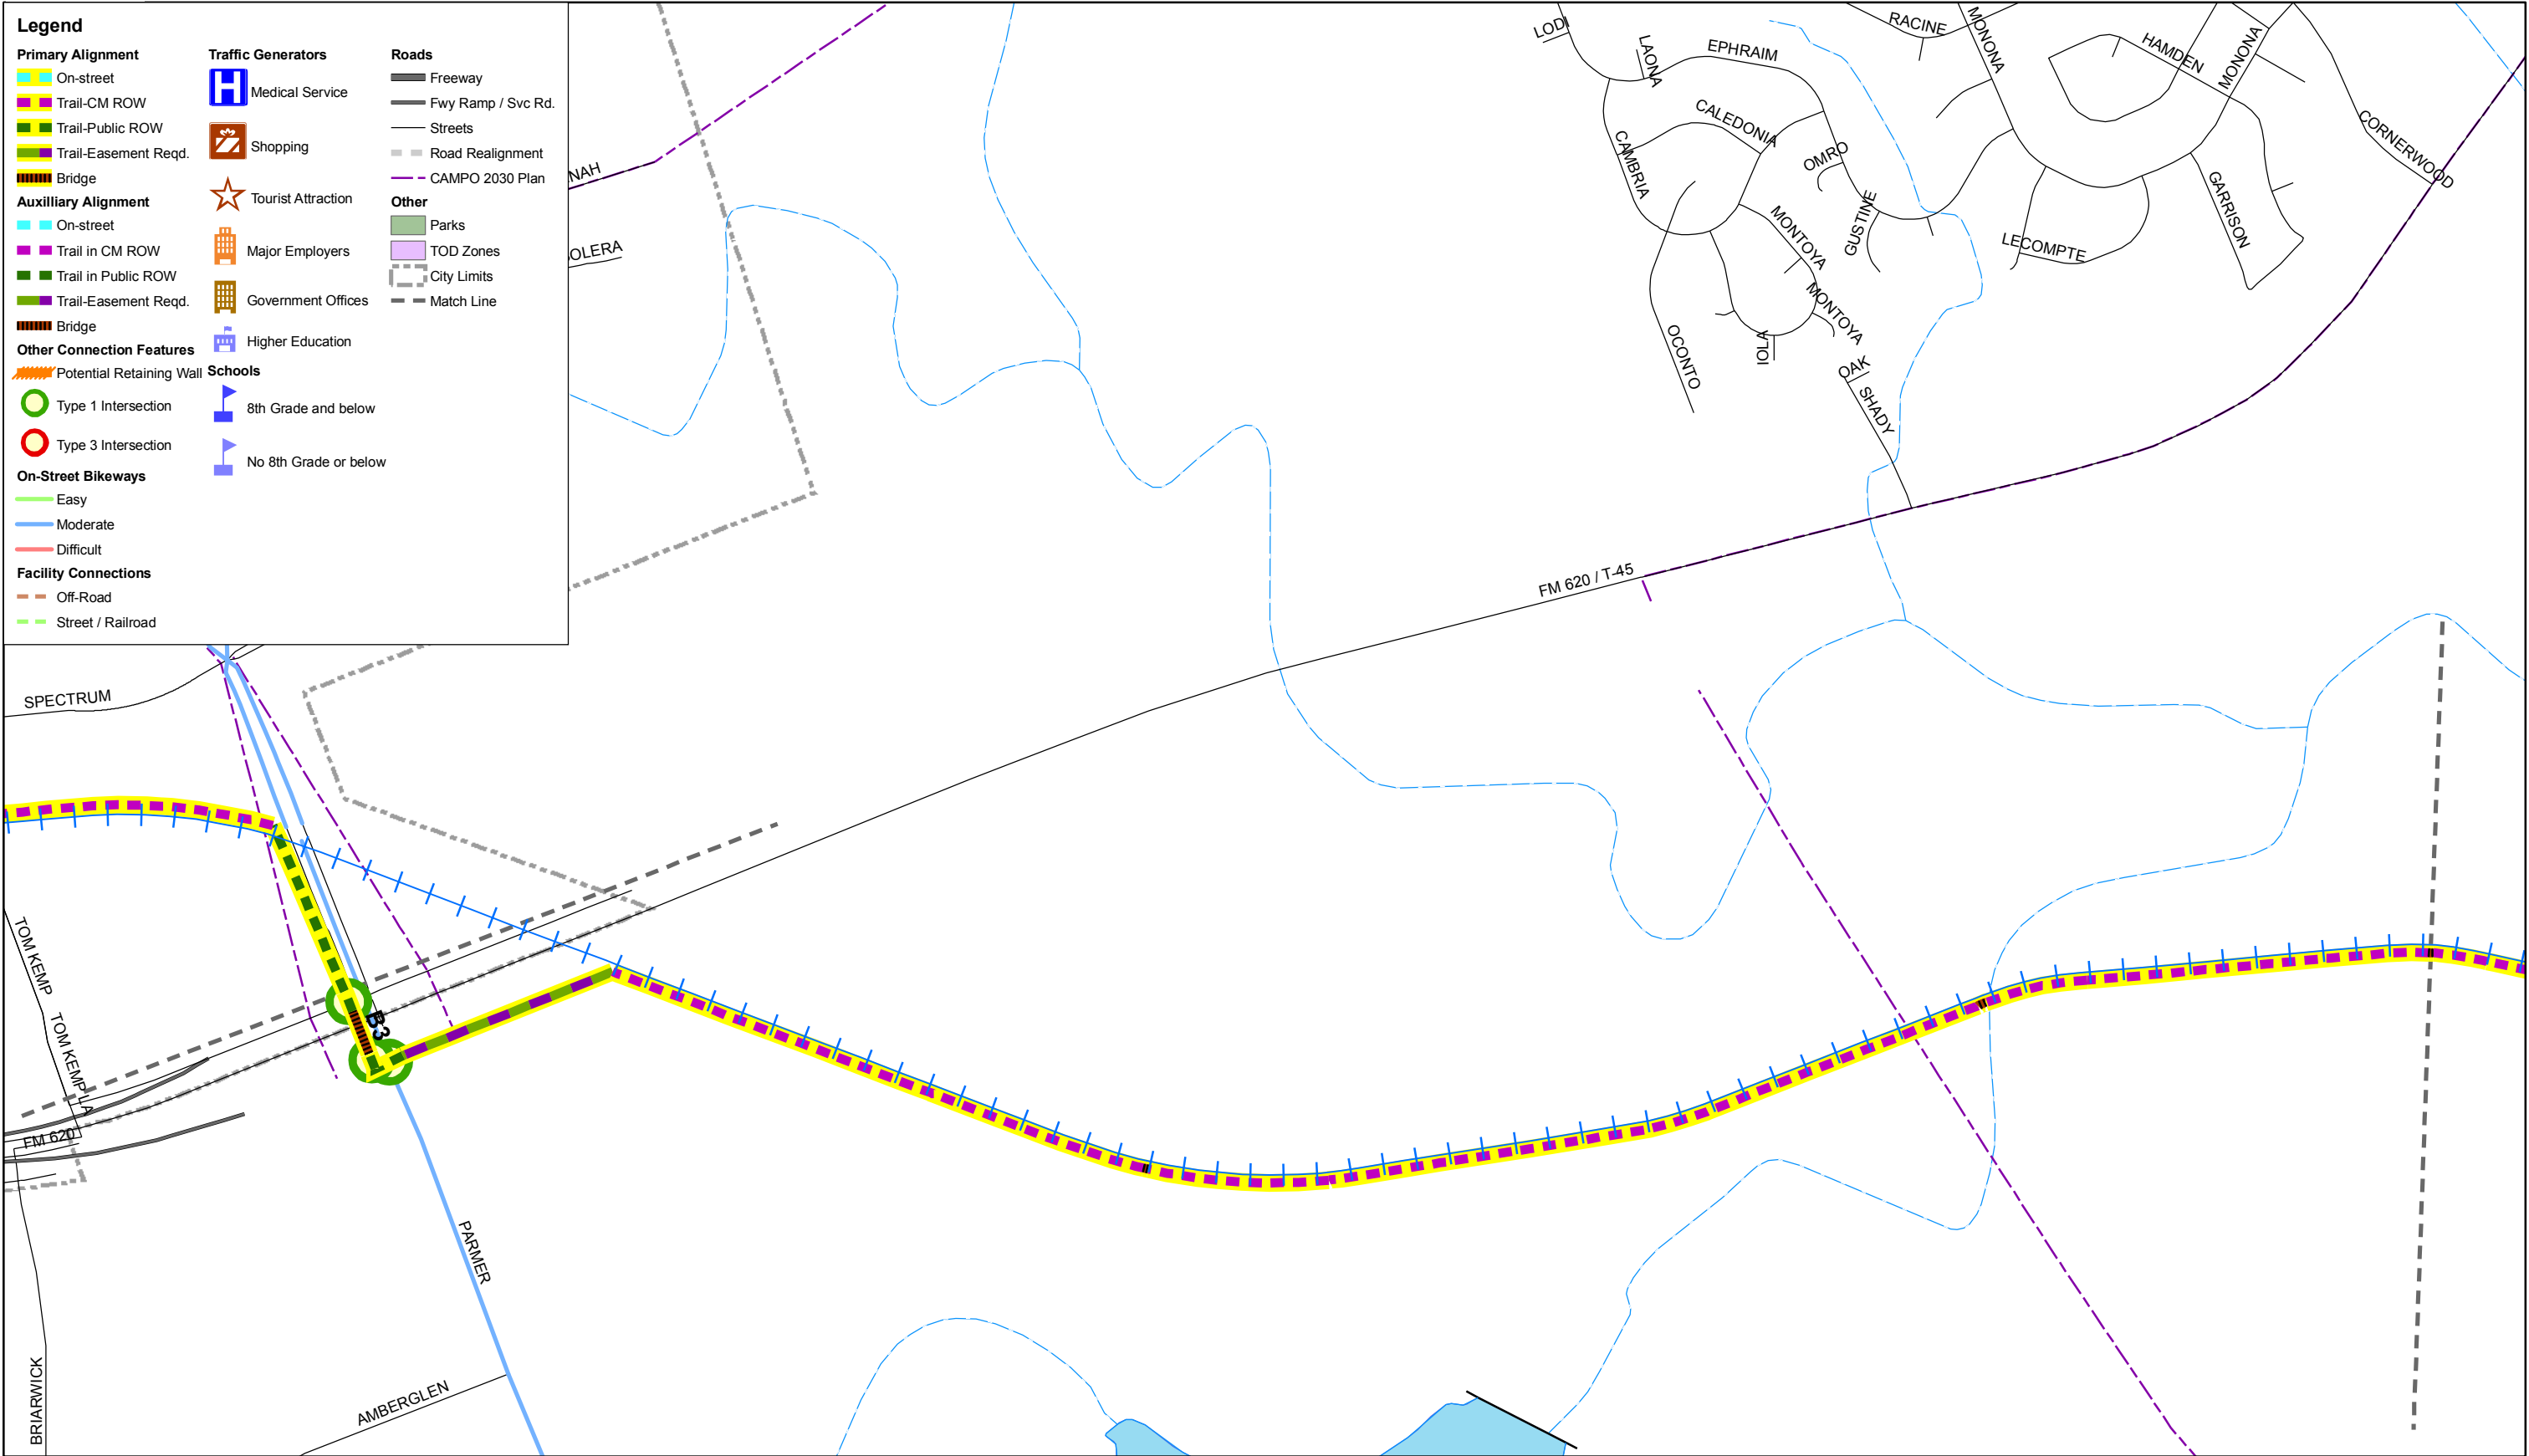 Legend
Primary Alignment
On-street
Trail-CM ROW
Trail-Public ROW
Trail-Easement Reqd.
Bridge
Auxilliary Alignment
On-street
Trail in CM ROW
Trail in Public ROW
Trail-Easement Reqd.
Bridge
Other Connection Features
Potential Retaining Wall
Type 1 Intersection
Type 3 Intersection
On-Street Bikeways
Easy
Moderate
Difficult
Facility Connections
Off-Road
Street / Railroad
Traffic Generators
Medical Service
Shopping
Tourist Attraction
Major Employers
Government Offices
Higher Education
Schools
8th Grade and below
No 8th Grade or below
Roads
Freeway
Fwy Ramp / Svc Rd.
Streets
Road Realignment
CAMPO 2030 Plan
Other
Parks
TOD Zones
City Limits
Match Line
NAH
OLERA
LODI
LAONA
EPHRAIM
RACINE
MONONA
HAMDEN
MONONA
CORNERWOOD
CALEDONIA
CAMBRIA
OMRO
GUSTINE
MONTOYA
MONTOYA
LECOMPTE
GARRISON
OCONTO
IOLA
OAK
SHADY
FM 620 / T-45
SPECTRUM
TOM KEMP
TOM KEMP LA
FM 620
B3
PARMER
AMBERGLEN
BRIARWICK